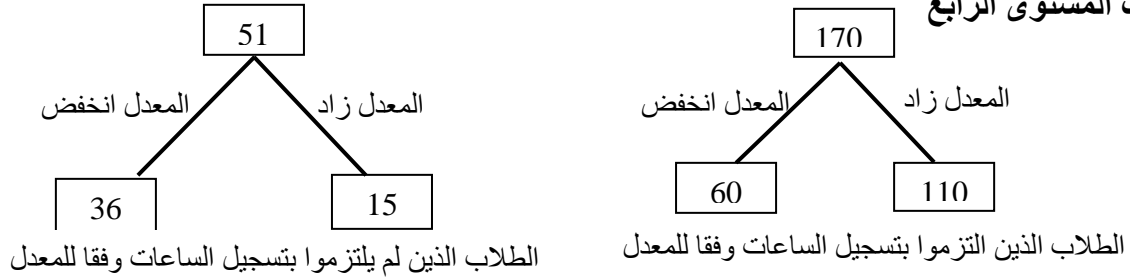 المستوى الرابع
170
51
المعدل زاد
المعدل انخفض
المعدل زاد
المعدل انخفض
110
60
15
36
الطلاب الذين التزموا بتسجيل الساعات وفقا للمعدل
الطلاب الذين لم يلتزموا بتسجيل الساعات وفقا للمعدل